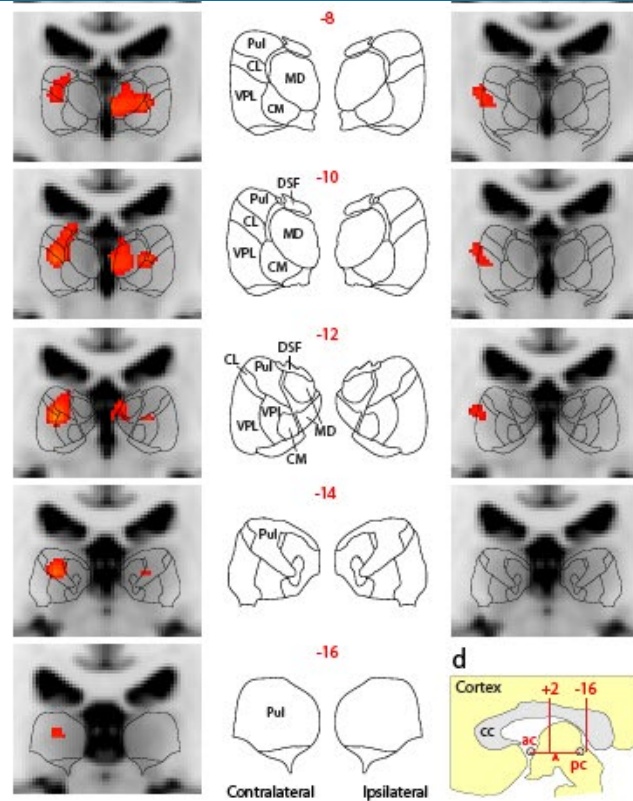 -8
Pul
CL
MD
VPL
CM
-10
DSF
Pul
CL
MD
VPL
CM
-12
DSF
CL
Pul
VPI
VPL
MD
CM
-14
Pul
-16
Pul
Contralateral Ipsilateral
d
Cortex
+2 -16
cc
ac
pc